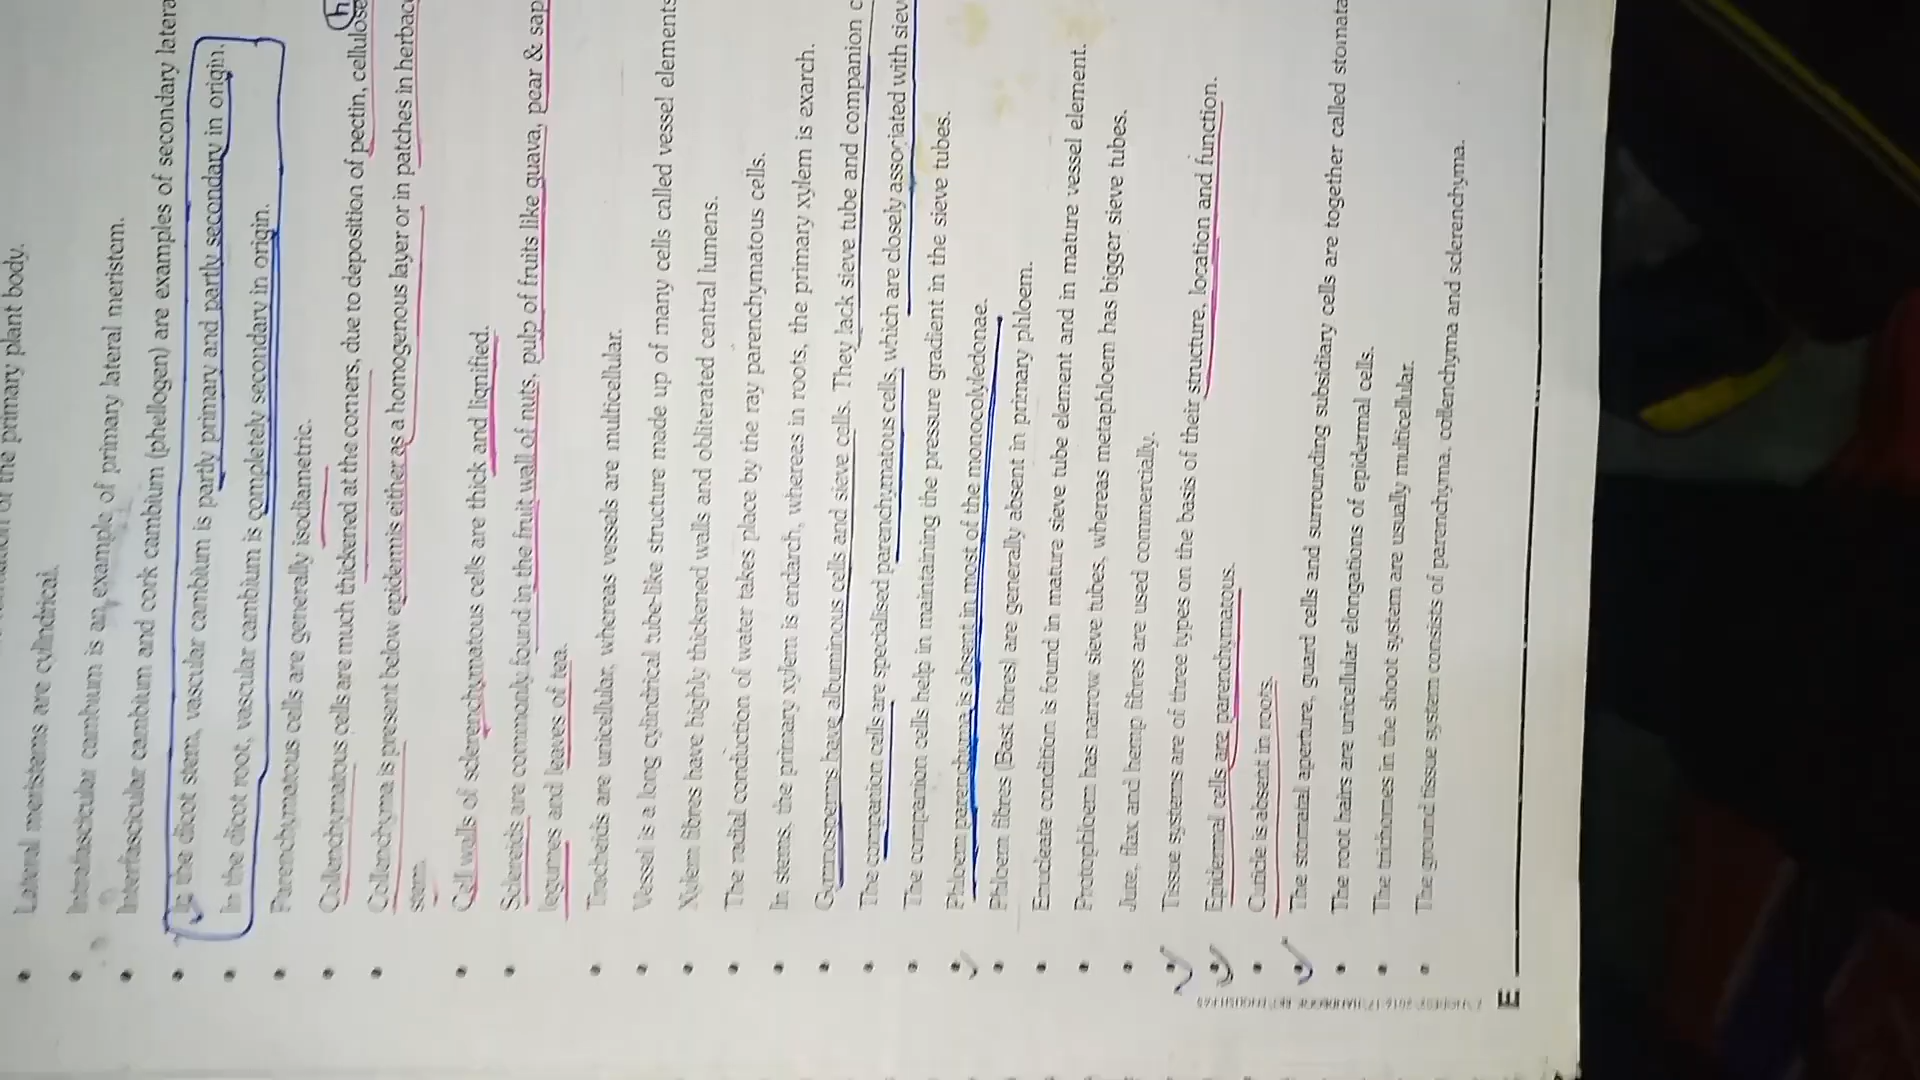 of the primary plant body.
Lateral meristems are cylindrical.
• Intrafascicular cambium is an example of primary lateral meristem.
• Interfascicular cambium and cork cambium (phellogen) are examples of secondary
• In the dicot stem, vascular cambium is partly primary and partly secondary in origin.
• In the dicot root, vascular cambium is completely secondary in origin.
• Parenchymatous cells are generally isodiametric.
• Collenchymatous cells are much thickened at the corners, due to deposition of pectin, cellulose
h
• Collenchyma is present below epidermis either as a homogenous layer or in patches in
stem.
• Cell walls of sclerenchymatous cells are thick and lignified.
• Sclereids are commonly found in the fruit wall of nuts, pulp of fruits like guava, pear &
legumes and leaves of tea.
• Tracheids are unicellular, whereas vessels are multicellular.
• Vessel is a long cylindrical tube-like structure made up of many cells called vessel elements
• Xylem fibres have highly thickened walls and obliterated central lumens.
• The radial conduction of water takes place by the ray parenchymatous cells.
• In stems, the primary xylem is endarch, whereas in roots, the primary xylem is exarch.
• Gymnosperms have albuminous cells and sieve cells. They lack sieve tube and companion
• The companion cells are specialised parenchymatous cells, which are closely associated with
• The companion cells help in maintaining the pressure gradient in the sieve tubes.
• Phloem parenchyma is absent in most of the monocotyledonae.
• Phloem fibres (Bast fibres) are generally absent in primary phloem.
• Enucleate condition is found in mature sieve tube element and in mature vessel element.
• Protophloem has narrow sieve tubes, whereas metaphloem has bigger sieve tubes.
• Jute, flax and hemp fibres are used commercially.
• Tissue systems are of three types on the basis of their structure, location and function.
• Epidermal cells are parenchymatous.
• Cuticle is absent in roots.
• The stomatal aperture, guard cells and surrounding subsidiary cells are together called
• The root hairs are unicellular elongations of epidermal cells.
• The trichomes in the shoot system are usually multicellular.
• The ground tissue system consists of parenchyma, collenchyma and sclerenchyma.
E